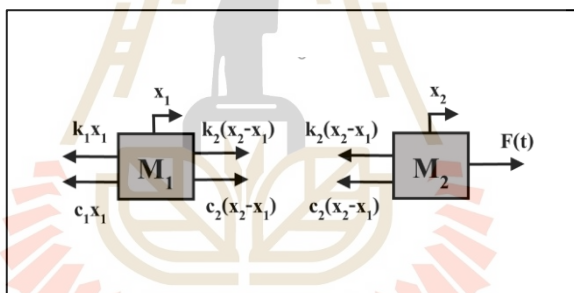 x₁
k₁x₁
k₂(x₂-x₁)
M₁
c₁x₁
c₂(x₂-x₁)
x₂
k₂(x₂-x₁)
F(t)
M₂
c₂(x₂-x₁)